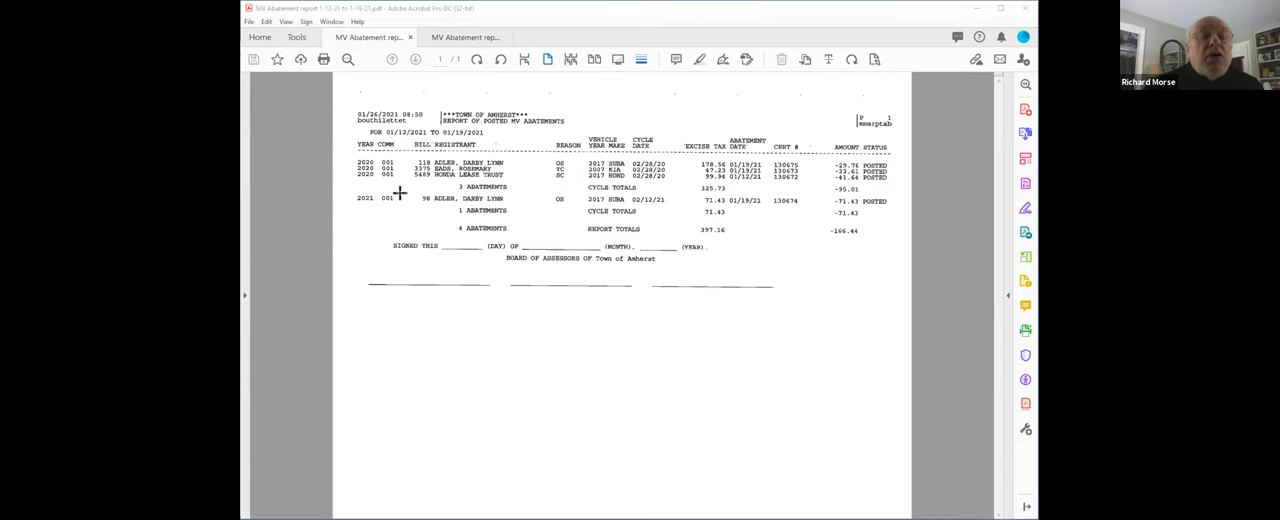 MV Abatement report 1-12-21 to 1-19-21.pdf - Adobe Acrobat Pro DC (32-bit)
File Edit View Sign Window Help
Home Tools MV Abatement rep... × MV Abatement rep...
1 / 1
01/26/2021 08:50 |***TOWN OF AMHERST*** |P 1
bouthilettet |REPORT OF POSTED MV ABATEMENTS |mearptab
FOR 01/12/2021 TO 01/19/2021
VEHICLE CYCLE ABATEMENT
YEAR COMM BILL REGISTRANT REASON YEAR MAKE DATE EXCISE TAX DATE CERT # AMOUNT STATUS
2020 001 118 ADLER, DARBY LYNN OS 2017 SUBA 02/28/20 178.56 01/19/21 130675 -29.76 POSTED
2020 001 3375 EADS, ROSEMARY TC 2007 KIA 02/28/20 47.23 01/19/21 130673 -23.61 POSTED
2020 001 5489 HONDA LEASE TRUST SC 2017 HOND 02/28/20 99.94 01/12/21 130672 -41.64 POSTED
3 ABATEMENTS CYCLE TOTALS 325.73 -95.01
2021 001 98 ADLER, DARBY LYNN OS 2017 SUBA 02/12/21 71.43 01/19/21 130674 -71.43 POSTED
1 ABATEMENTS CYCLE TOTALS 71.43 -71.43
4 ABATEMENTS REPORT TOTALS 397.16 -166.44
SIGNED THIS ________ (DAY) OF ________________ (MONTH), _______ (YEAR).
BOARD OF ASSESSORS OF Town of Amherst
Richard Morse